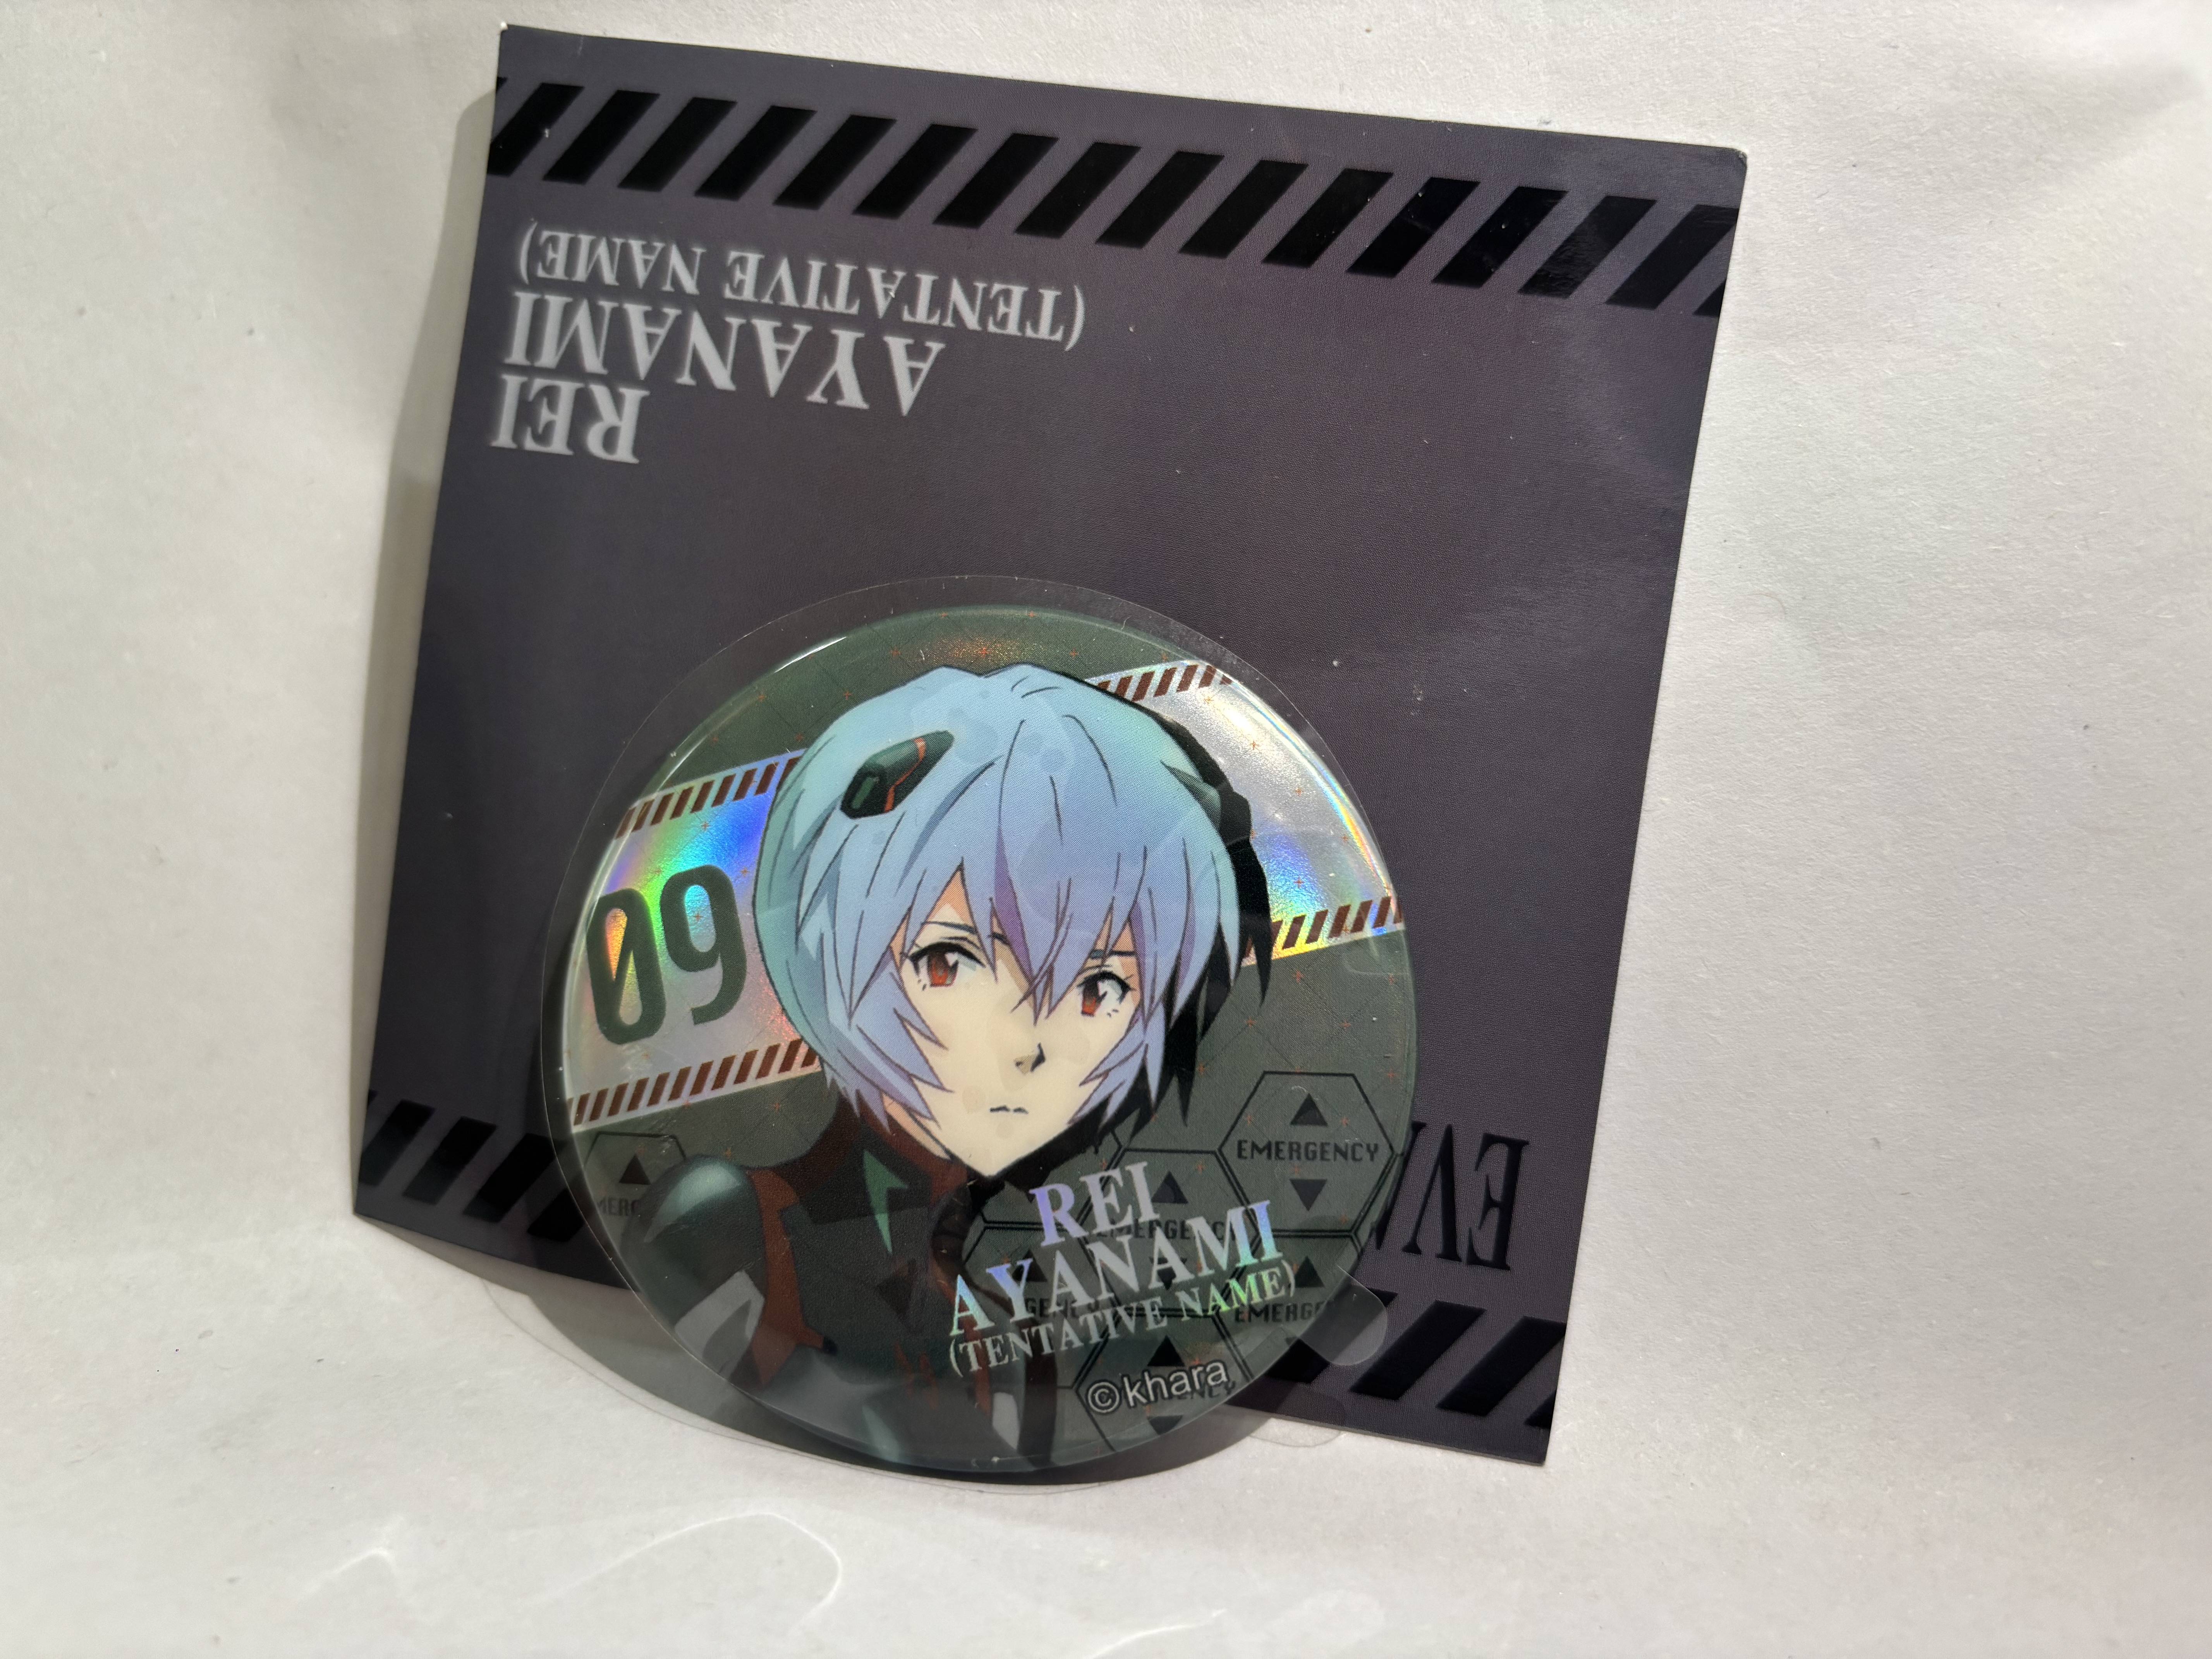 REI
AYANAMI
(TENTATIVE NAME)
09
EMERGENCY
REI
AYANAMI
(TENTATIVE NAME)
©khara